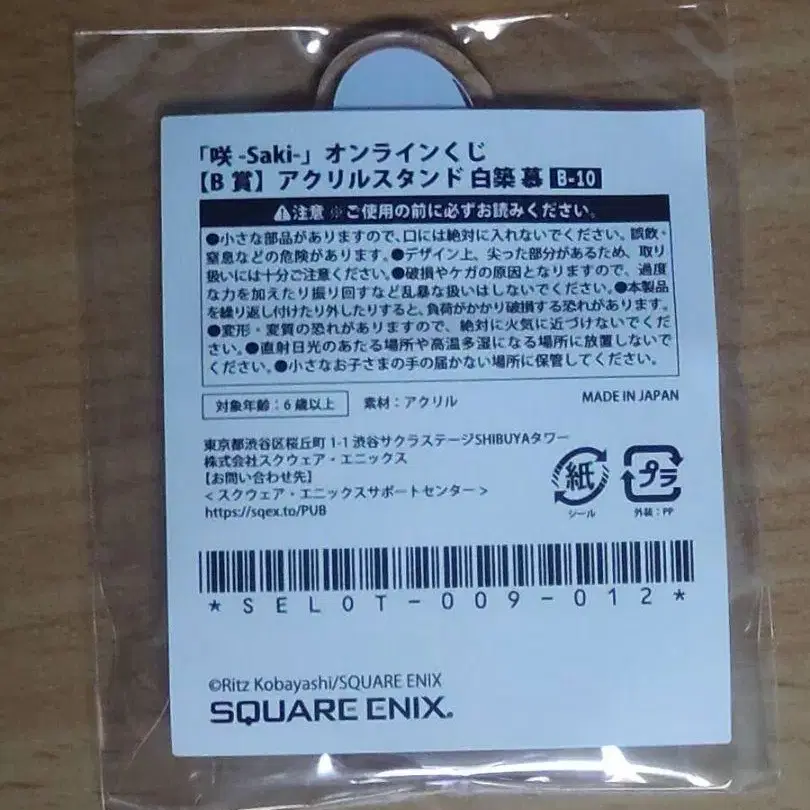 「咲 -Saki-」オンラインくじ
【B 賞】アクリルスタンド 白築 慕 B-10
⚠注意 ※ご使用の前に必ずお読みください。
●小さな部品がありますので、口には絶対に入れないでください。誤飲・
窒息などの危険があります。●デザイン上、尖った部分があるため、取り
扱いには十分ご注意ください。●破損やケガの原因となりますので、過度
な力を加えたり振り回すなど乱暴な扱いはしないでください。●本製品
を繰り返し付けたり外したりすると、負荷がかかり破損する恐れがあります。
●変形・変質の恐れがありますので、絶対に火気に近づけないでくだ
さい。●直射日光のあたる場所や高温多湿になる場所に放置しないで
ください。●小さなお子さまの手の届かない場所に保管してください。
対象年齢：6 歳以上 素材：アクリル MADE IN JAPAN
東京都渋谷区桜丘町 1-1 渋谷サクラステージSHIBUYAタワー
株式会社スクウェア・エニックス
【お問い合わせ先】
＜スクウェア・エニックスサポートセンター＞
https://sqex.to/PUB
紙
シール
プラ
外装：PP
*SEL0T-009-012*
©Ritz Kobayashi/SQUARE ENIX
SQUARE ENIX.